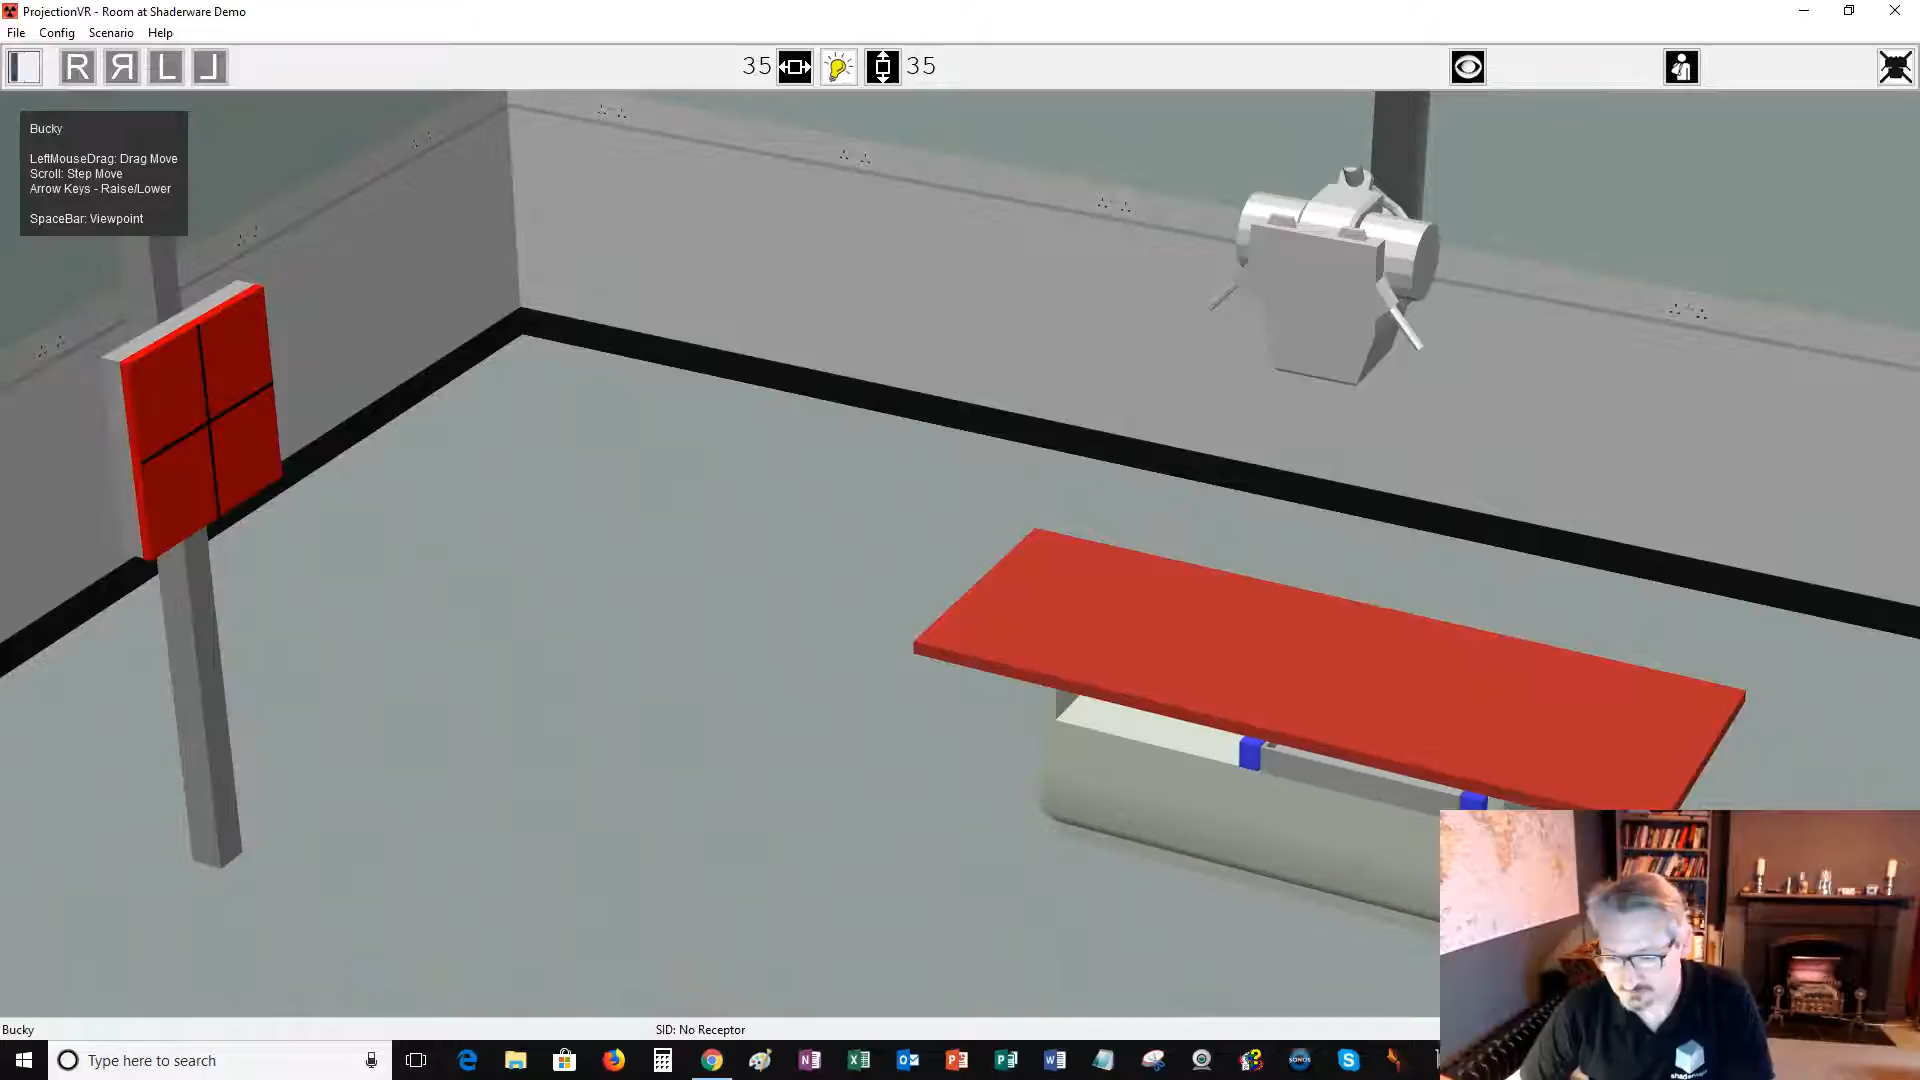 ProjectionVR - Room at Shaderware Demo
File Config Scenario Help
R R L L 35 35
Bucky
LeftMouseDrag: Drag Move
Scroll: Step Move
Arrow Keys - Raise/Lower
SpaceBar: Viewpoint
Bucky SID: No Receptor
Type here to search